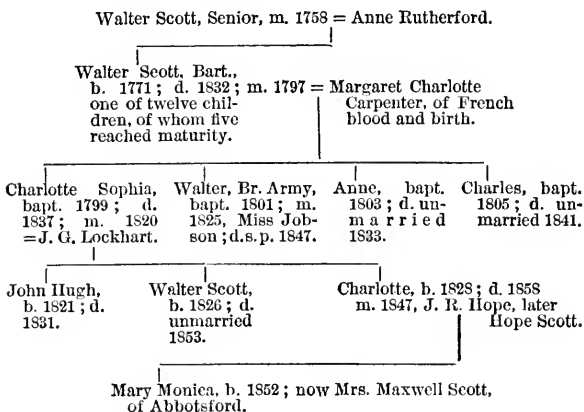 Walter Scott, Senior, m. 1758 = Anne Rutherford.
Walter Scott, Bart.,
b. 1771; d. 1832; m. 1797 = Margaret Charlotte
one of twelve chil-
dren, of whom five
reached maturity.
Carpenter, of French
blood and birth.
Charlotte Sophia,
bapt. 1799; d.
1837; m. 1820
=J. G. Lockhart.
Walter, Br. Army,
bapt. 1801; m.
1825, Miss Job-
son; d.s.p. 1847.
Anne, bapt.
1803; d. un-
married
1833.
Charles, bapt.
1805; d. un-
married 1841.
John Hugh,
b. 1821; d.
1831.
Walter Scott,
b. 1826; d.
unmarried
1853.
Charlotte, b. 1828; d. 1858
m. 1847, J. R. Hope, later
Hope Scott.
Mary Monica, b. 1852; now Mrs. Maxwell Scott,
of Abbotsford.